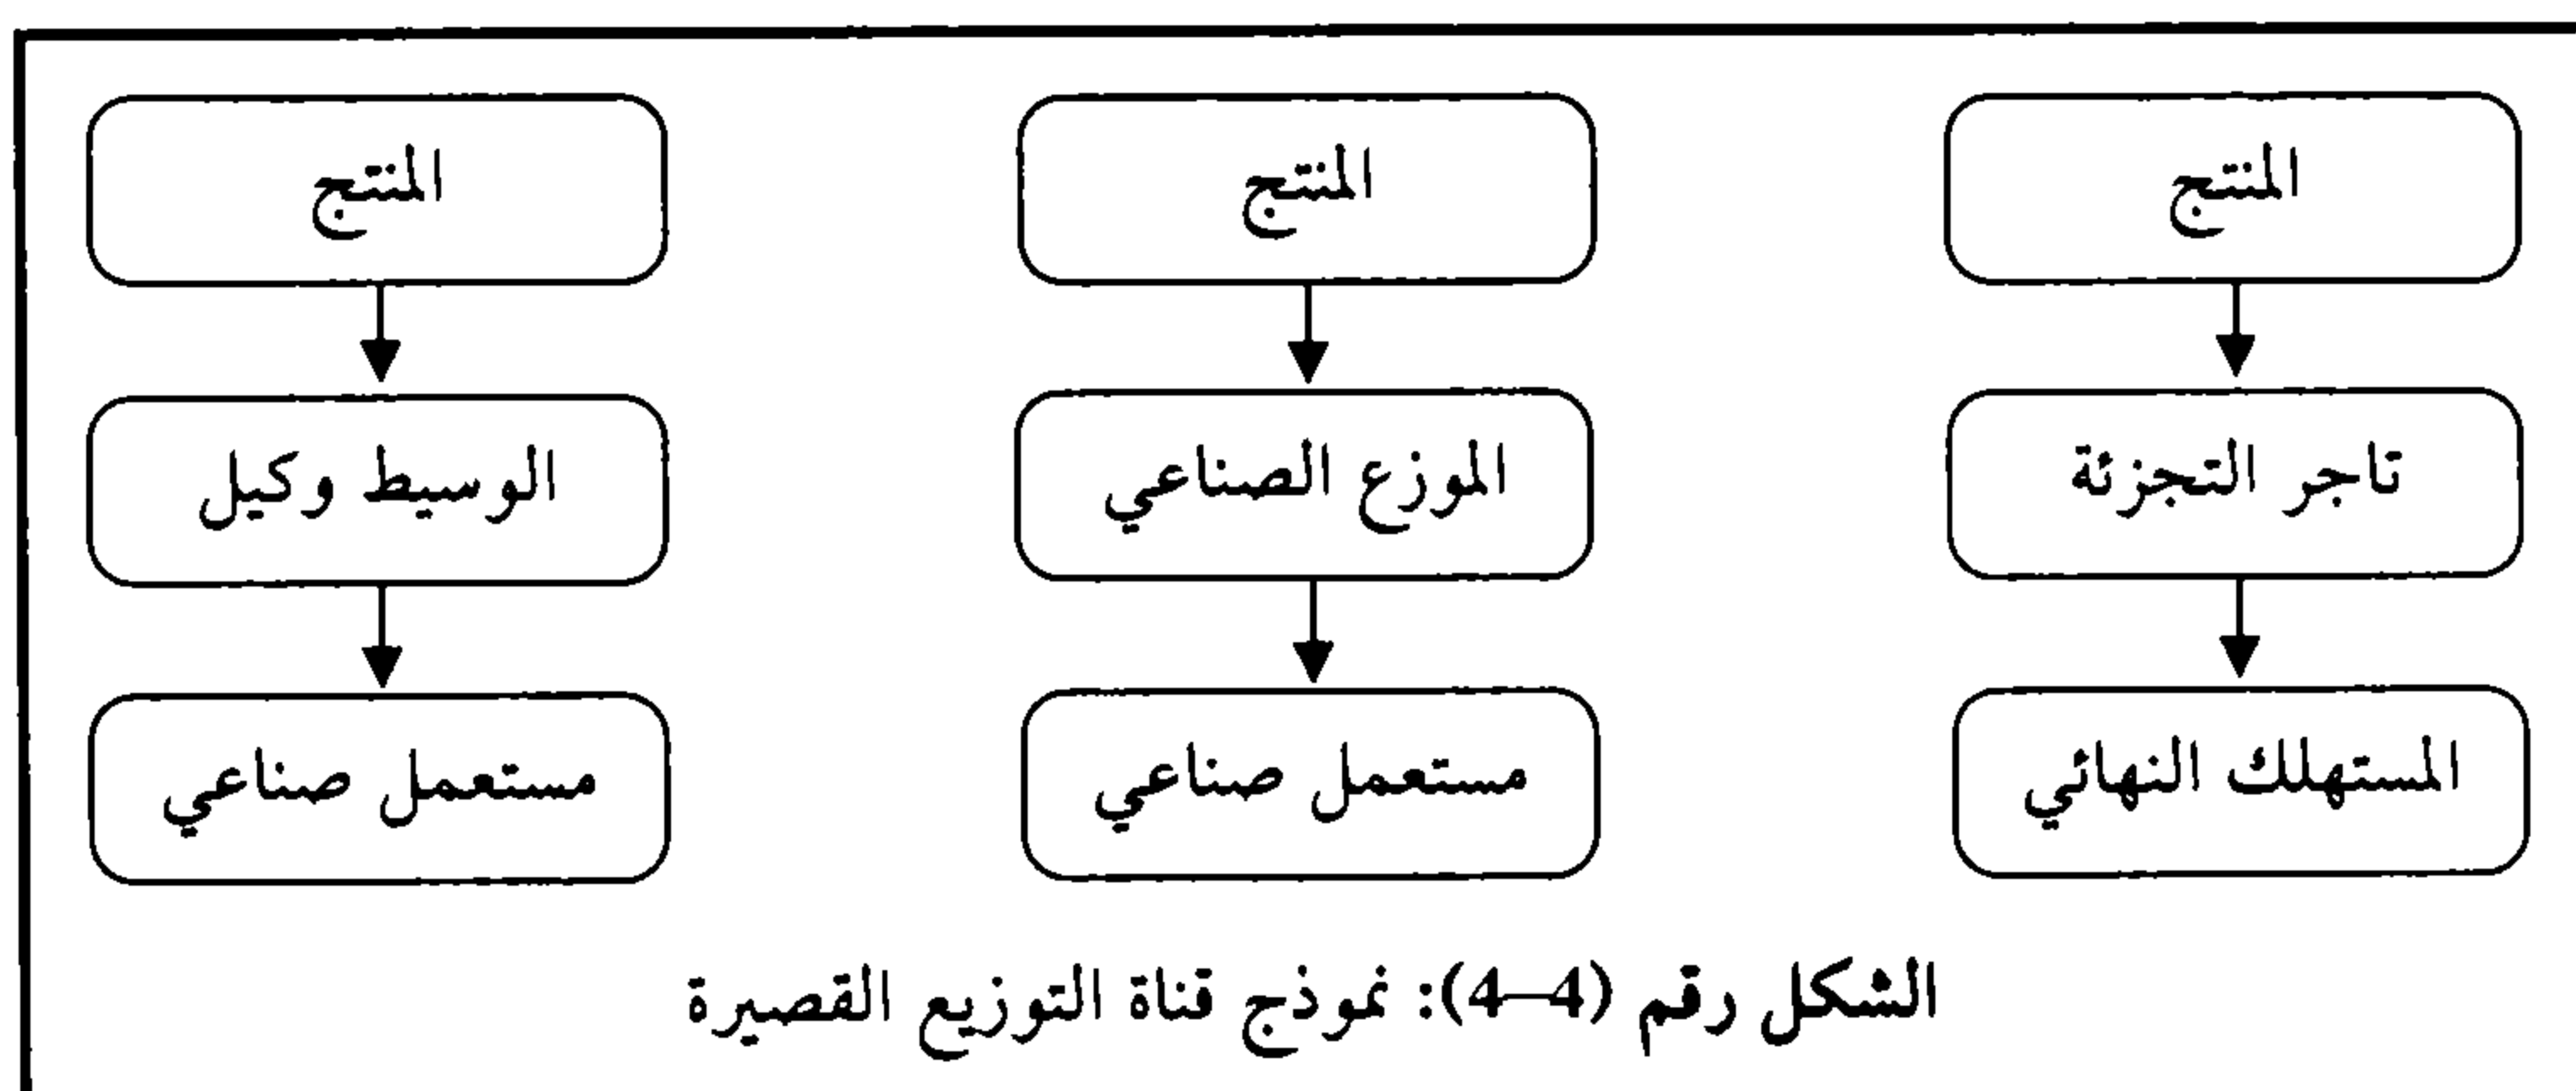 المنتج
المنتج
المنتج
تاجر التجزئة
الموزع الصناعي
الوسيط وكيل
المستهلك النهائي
مستعمل صناعي
مستعمل صناعي
الشكل رقم (4–4): نموذج قناة التوزيع القصيرة